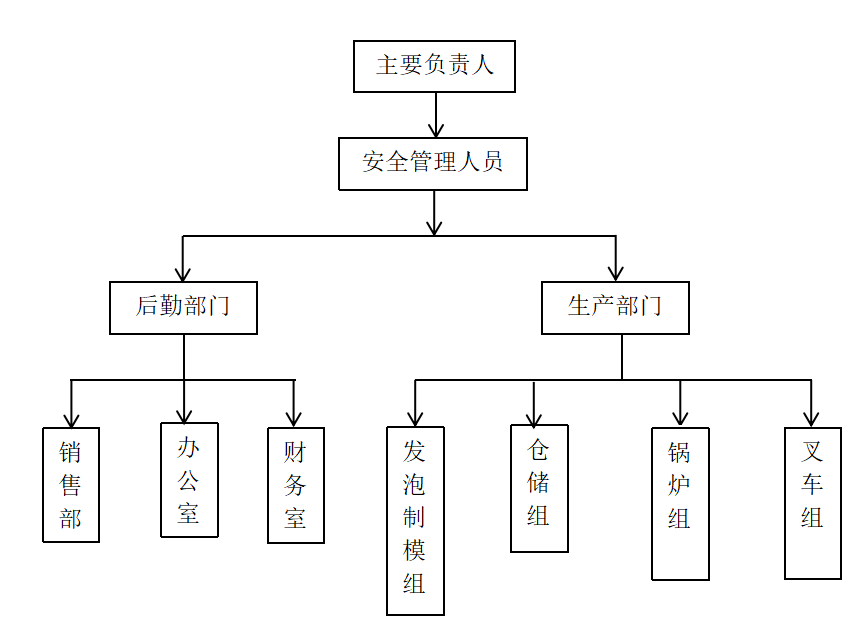 主要负责人
安全管理人员
后勤部门
生产部门
销售部
办公室
财务室
发泡制模组
仓储组
锅炉组
叉车组